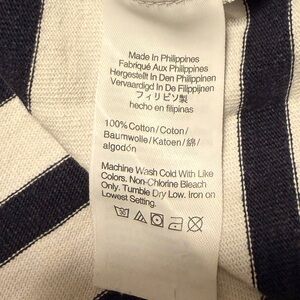 Made In Philippines
Fabriqué Aux Philippines
Hergestellt In Den Philippinen
Vervaardigd In De Filippijnen
フィリピン製
hecho en filipinas
100% Cotton/Coton/
Baumwolle/Katoen/綿/
algodón
Machine Wash Cold With Like
Colors. Non-Chlorine Bleach
Only. Tumble Dry Low. Iron on
Lowest Setting.